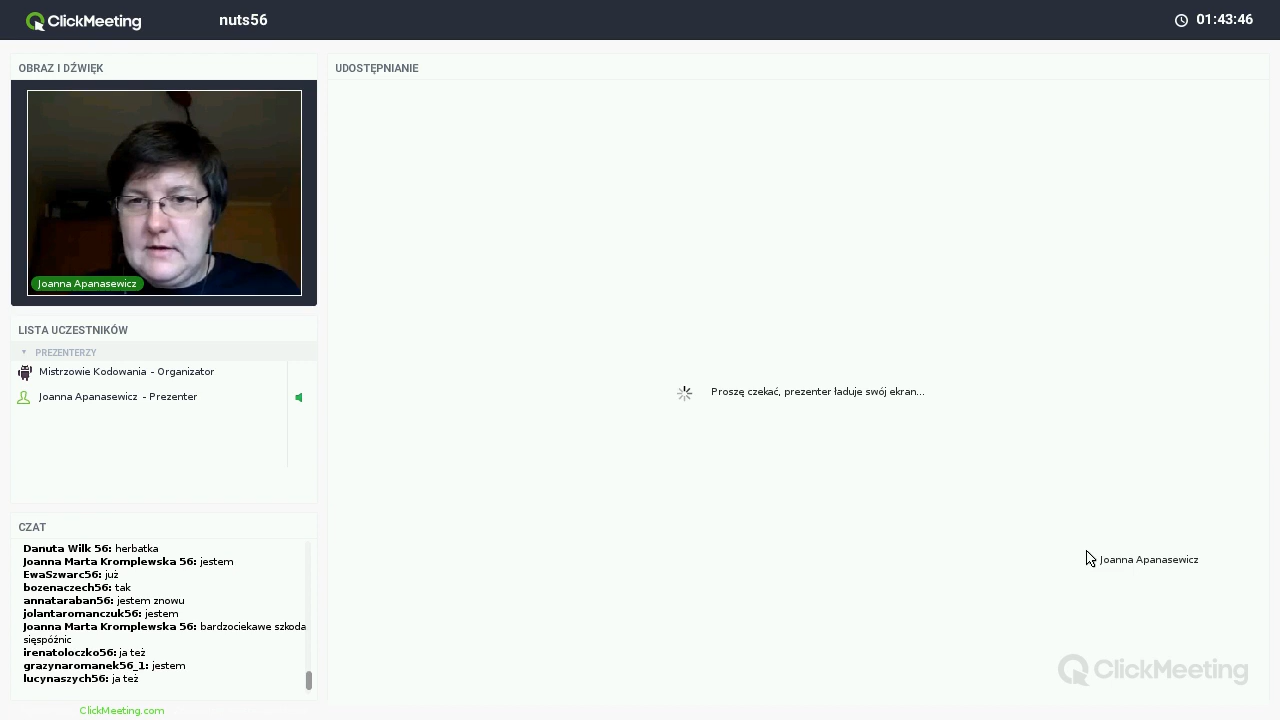 ClickMeeting
nuts56
01:43:46
OBRAZ I DŹWIĘK
Joanna Apanasewicz
LISTA UCZESTNIKÓW
PREZENTERZY
Mistrzowie Kodowania - Organizator
Joanna Apanasewicz - Prezenter
CZAT
Danuta Wilk 56: herbatka
Joanna Marta Kromplewska 56: jestem
EwaSzwarc56: już
bozenaczech56: tak
annataraban56: jestem znowu
jolantaromanczuk56: jestem
Joanna Marta Kromplewska 56: bardzociekawe szkoda
sięspóźnic
irenatoloczko56: ja też
grazynaromanek56_1: jestem
lucynaszych56: ja też
ClickMeeting.com
UDOSTĘPNIANIE
Proszę czekać, prezenter ładuje swój ekran...
Joanna Apanasewicz
ClickMeeting